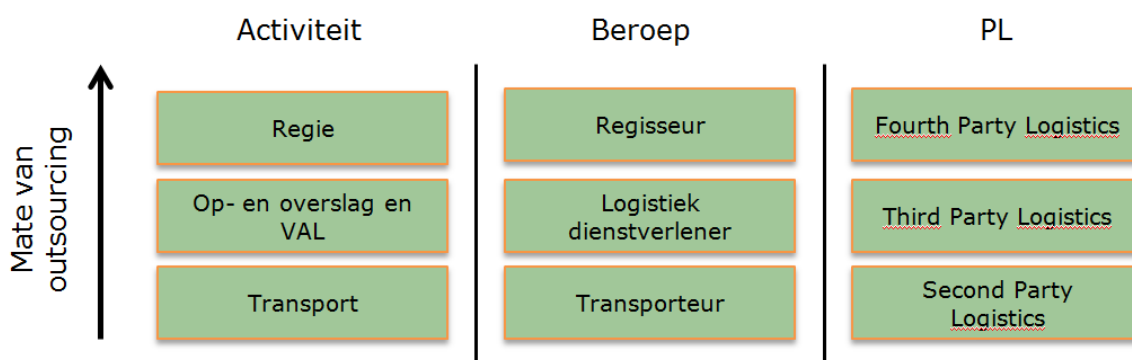 Activiteit
Beroep
PL
Mate van
outsourcing
Regie
Regisseur
Fourth Party Logistics
Op- en overslag en
VAL
Logistiek
dienstverlener
Third Party Logistics
Transport
Transporteur
Second Party
Logistics